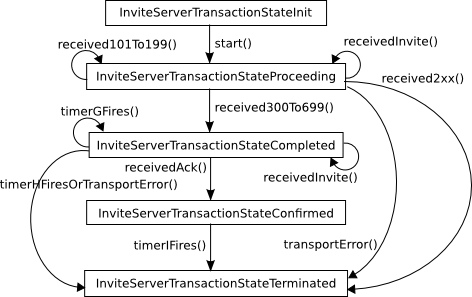 InviteServerTransactionStateInit
start()
received101To199()
receivedInvite()
InviteServerTransactionStateProceeding
received2xx()
received300To699()
timerGFires()
InviteServerTransactionStateCompleted
receivedAck()
receivedInvite()
timerHFiresOrTransportError()
InviteServerTransactionStateConfirmed
timerIFires()
transportError()
InviteServerTransactionStateTerminated